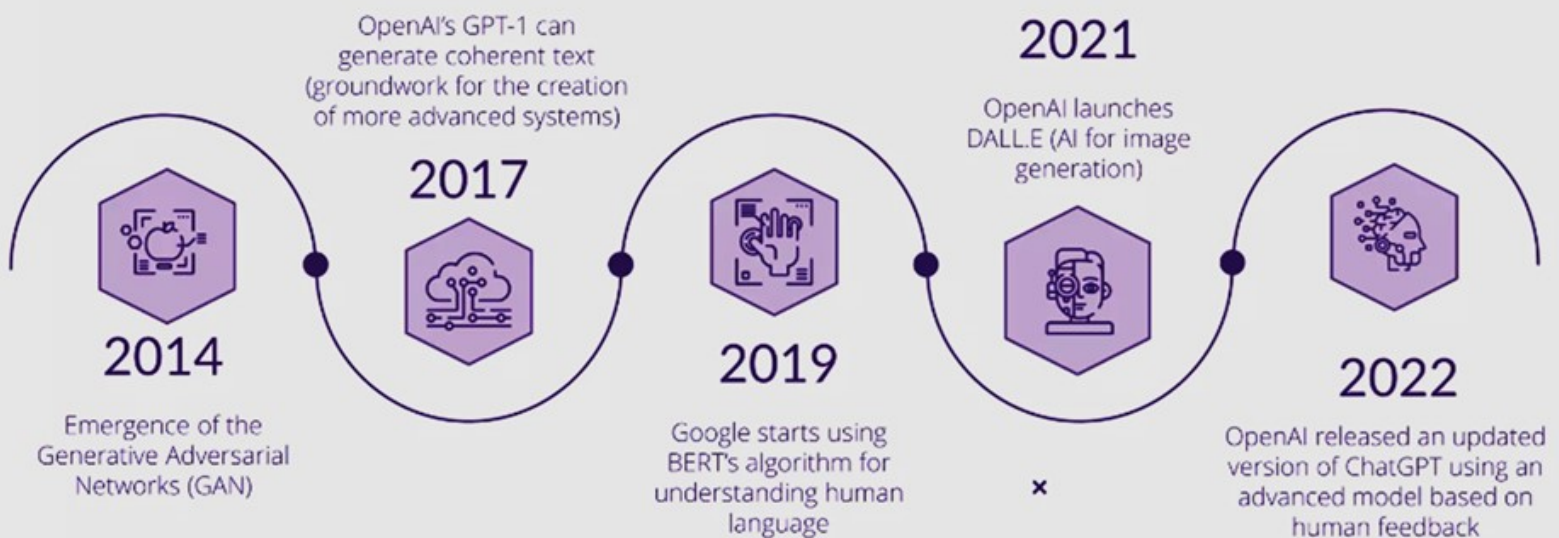 2014
Emergence of the
Generative Adversarial
Networks (GAN)
OpenAI's GPT-1 can
generate coherent text
(groundwork for the creation
of more advanced systems)
2017
2019
Google starts using
BERT's algorithm for
understanding human
language
2021
OpenAI launches
DALL.E (AI for image
generation)
×
2022
OpenAI released an updated
version of ChatGPT using an
advanced model based on
human feedback